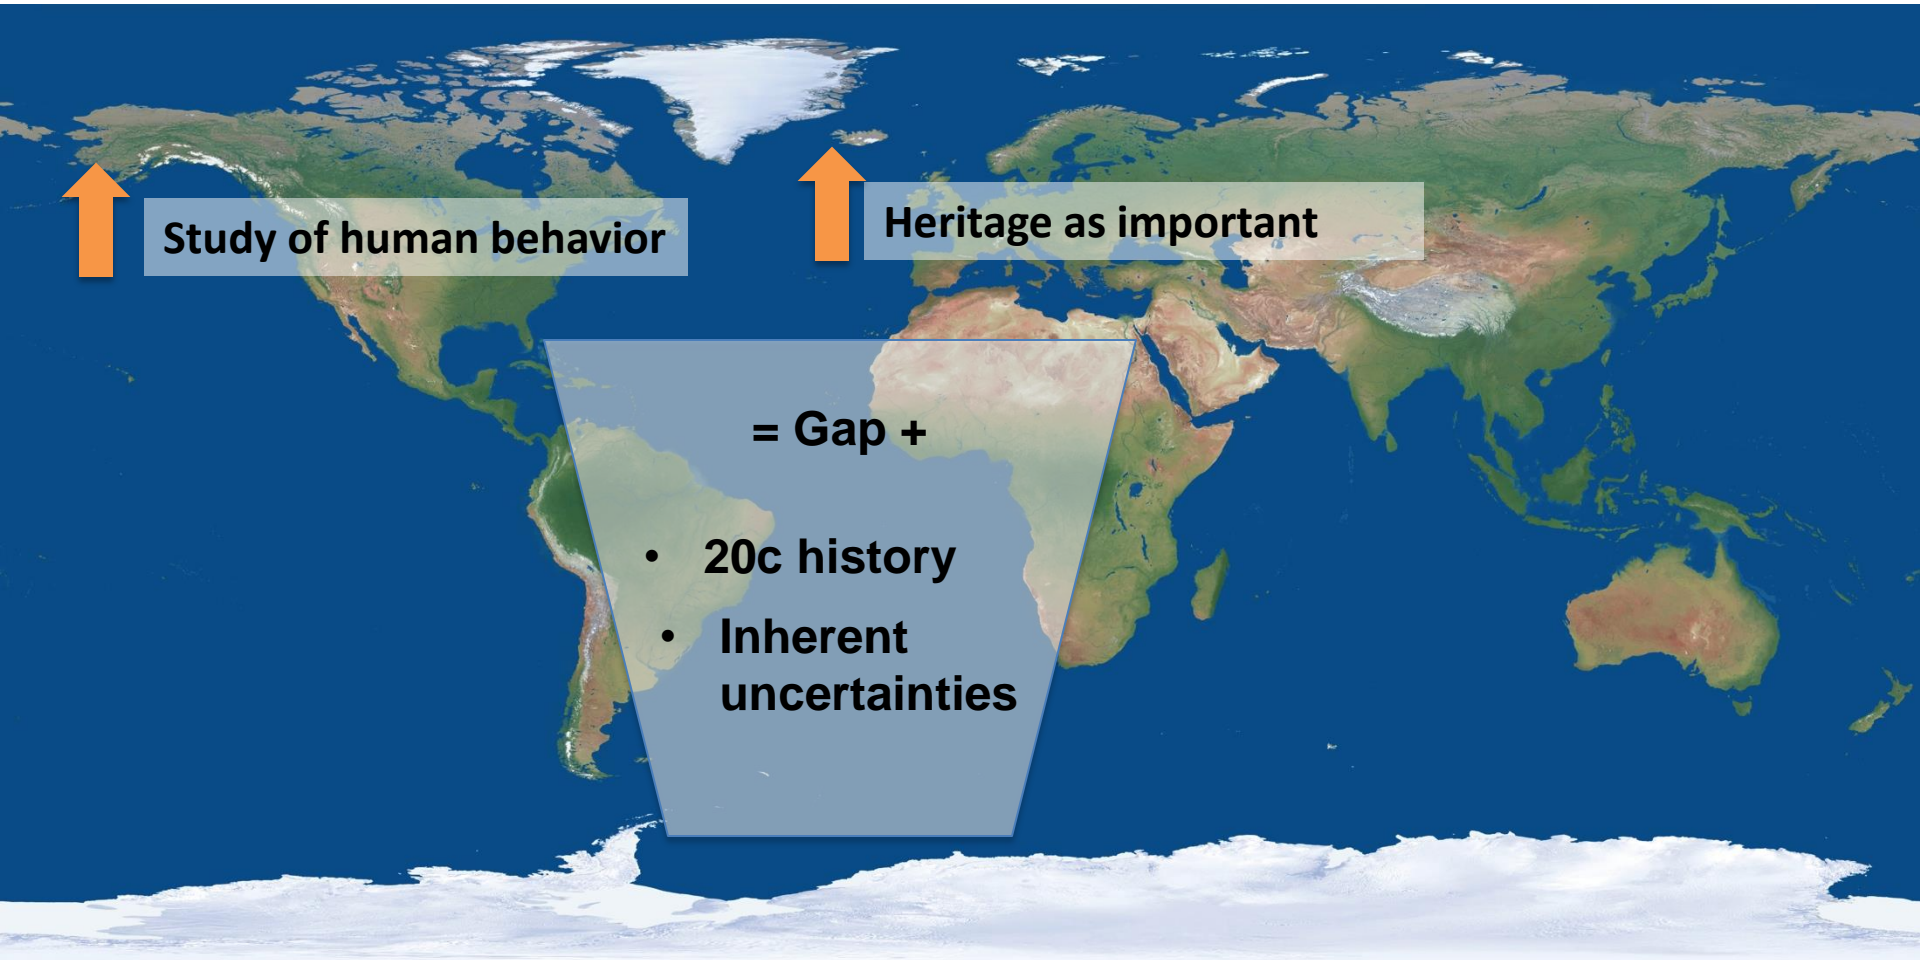 Study of human behavior
Heritage as important
= Gap +
• 20c history
• Inherent
uncertainties